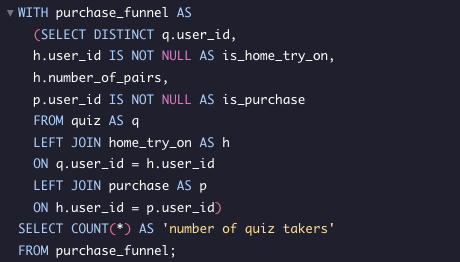 WITH purchase_funnel AS
(SELECT DISTINCT q.user_id,
h.user_id IS NOT NULL AS is_home_try_on,
h.number_of_pairs,
p.user_id IS NOT NULL AS is_purchase
FROM quiz AS q
LEFT JOIN home_try_on AS h
ON q.user_id = h.user_id
LEFT JOIN purchase AS p
ON h.user_id = p.user_id)
SELECT COUNT(*) AS 'number of quiz takers'
FROM purchase_funnel;